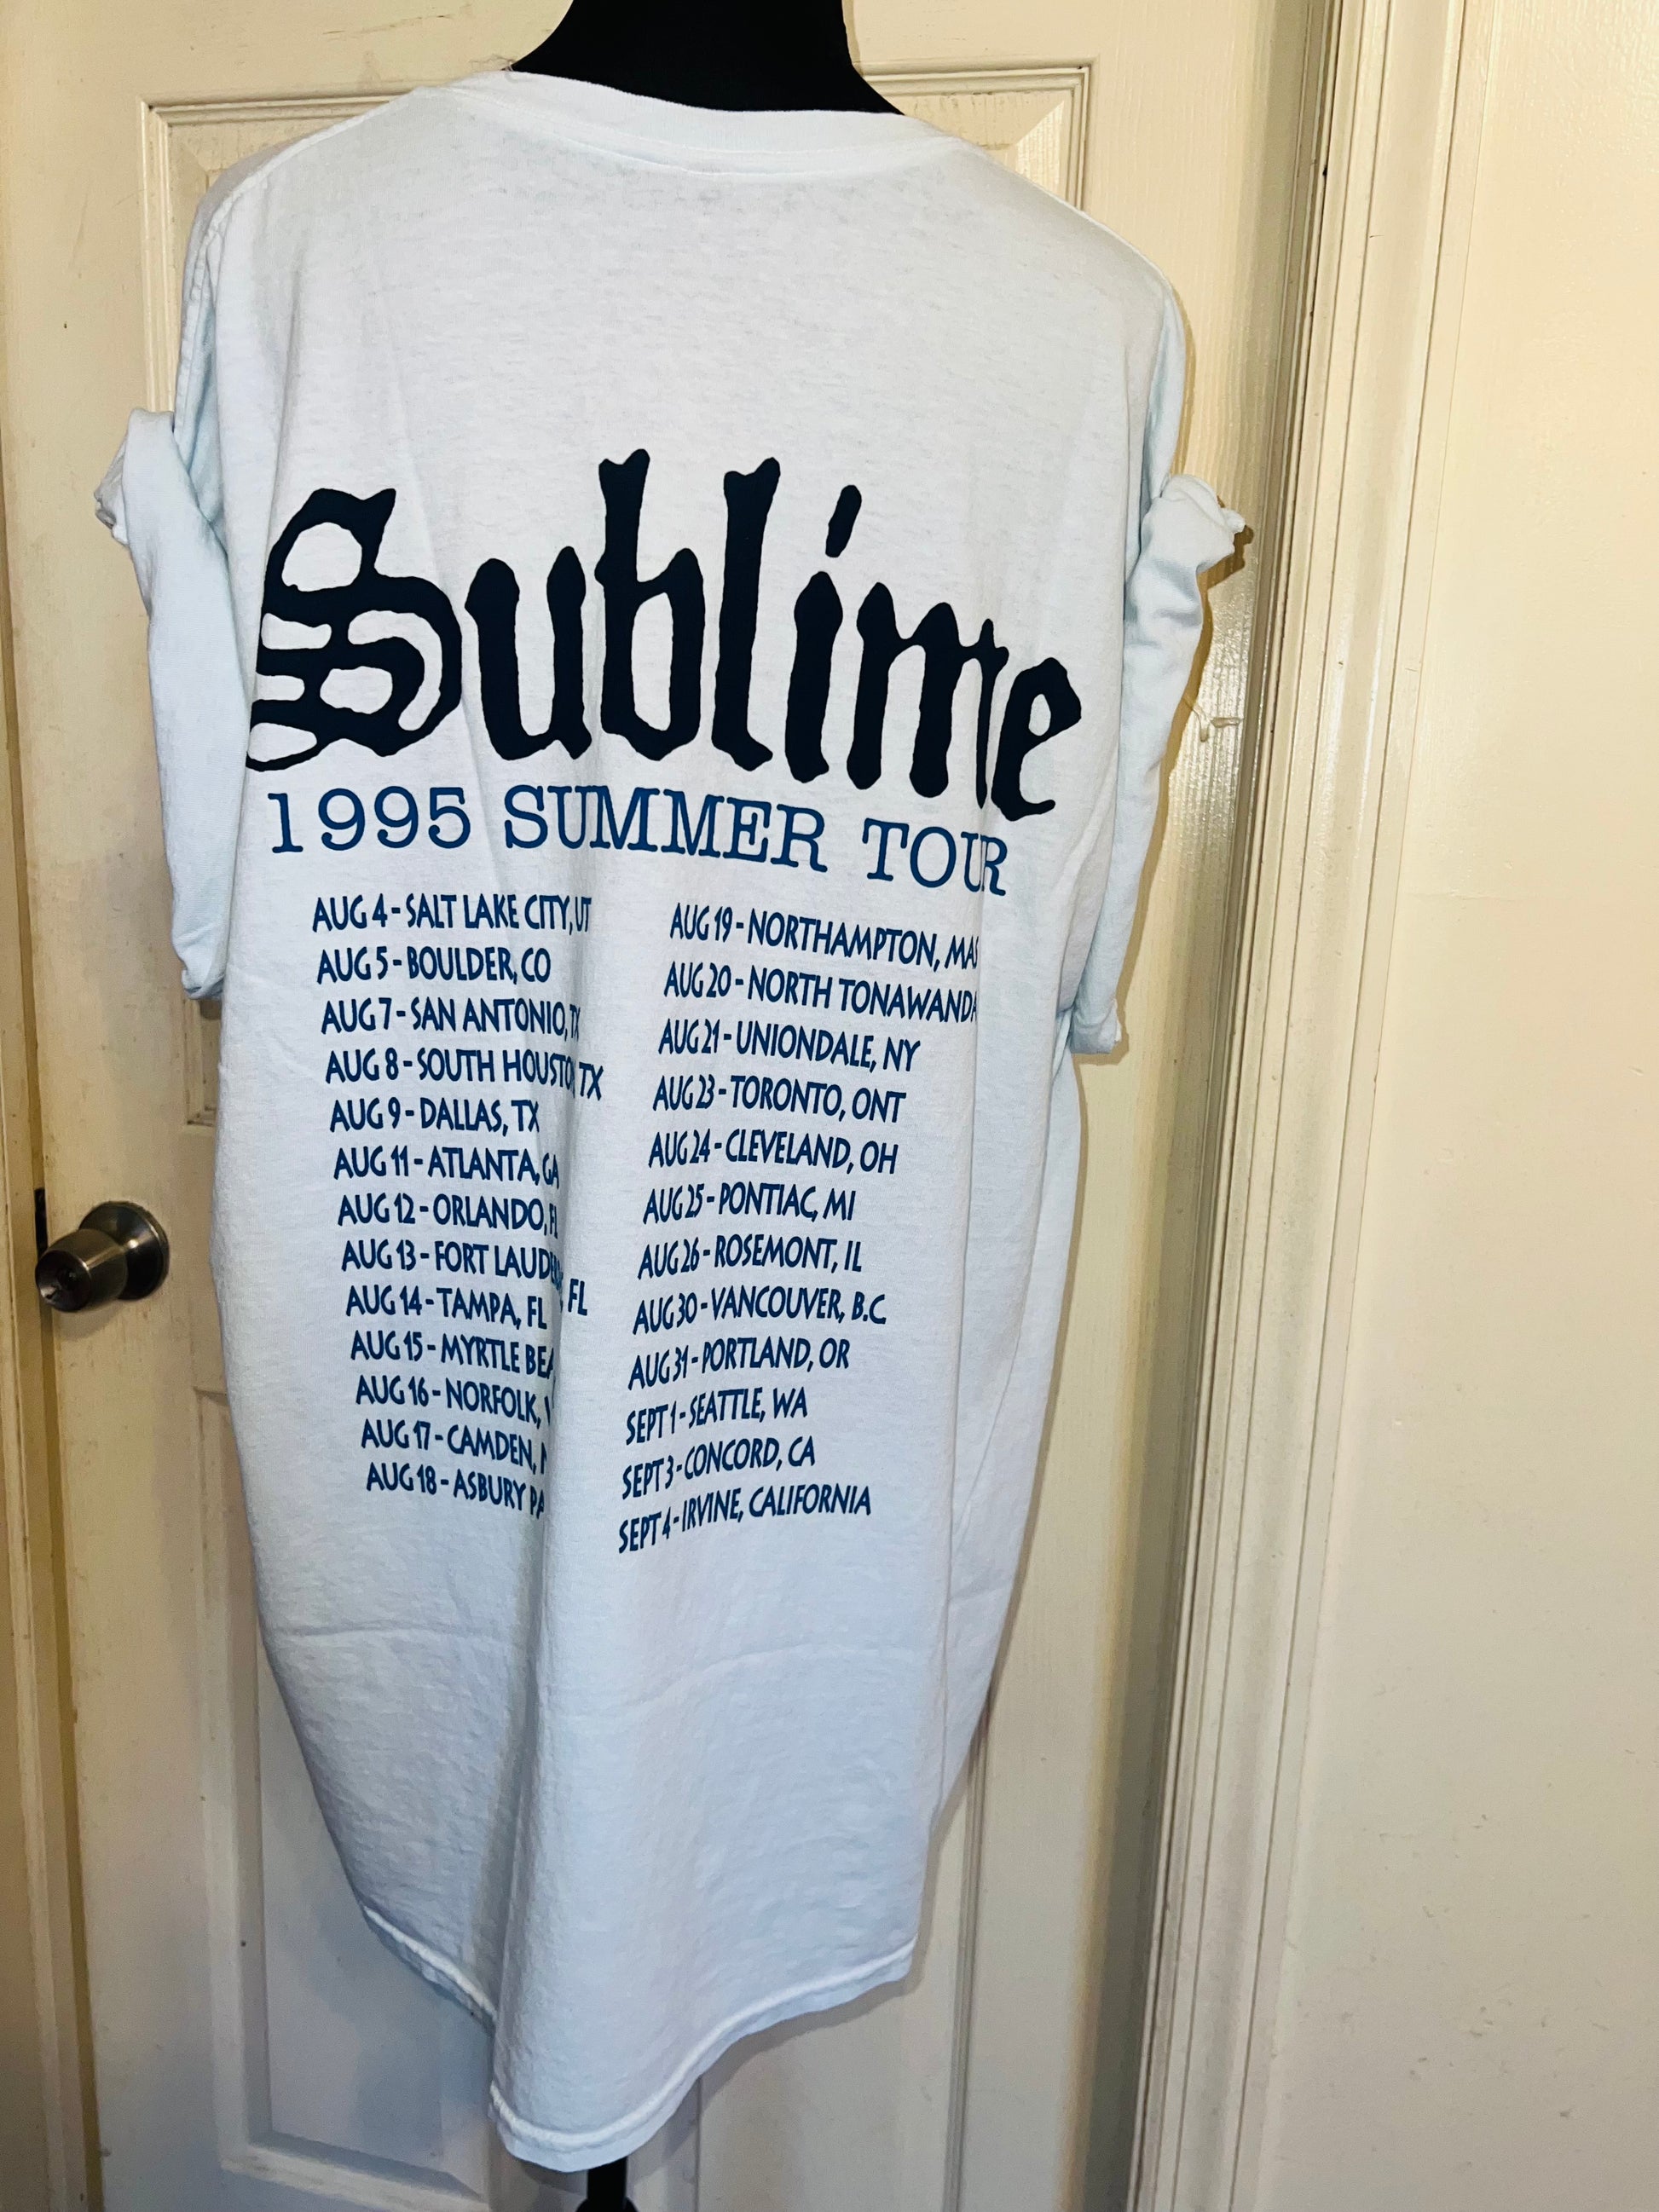 Sublime
1995 SUMMER TOUR
AUG 4 - SALT LAKE CITY, UT
AUG 5 - BOULDER, CO
AUG 7 - SAN ANTONIO, TX
AUG 8 - SOUTH HOUSTON, TX
AUG 9 - DALLAS, TX
AUG 11 - ATLANTA, GA
AUG 12 - ORLANDO, FL
AUG 13 - FORT FL
AUG 14 - TAMPA, FL
AUG 15 - MYRTLE
AUG 16 - NORFOLK,
AUG 17 - CAMDEN,
AUG 18 - ASBURY
AUG 19 - NORTHAMPTON,
AUG 20 - NORTH TONAWANDA
AUG 21 - UNIONDALE, NY
AUG 23 - TORONTO, ONT
AUG 24 - CLEVELAND, OH
AUG 25 - PONTIAC, MI
AUG 26 - ROSEMONT, IL
AUG 30 - VANCOUVER, B.C
AUG 31 - PORTLAND, OR
SEPT 1 - SEATTLE, WA
SEPT 3 - CONCORD, CA
SEPT 4 - IRVINE, CALIFORNIA